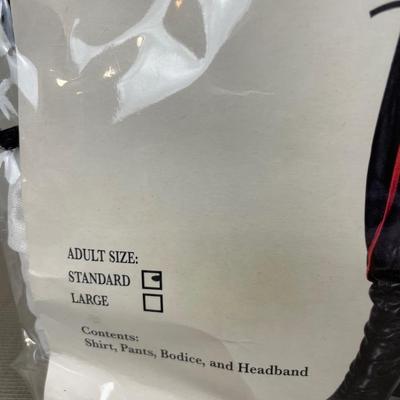 ADULT SIZE:
STANDARD
LARGE
Contents:
Shirt, Pants, Bodice, and Headband